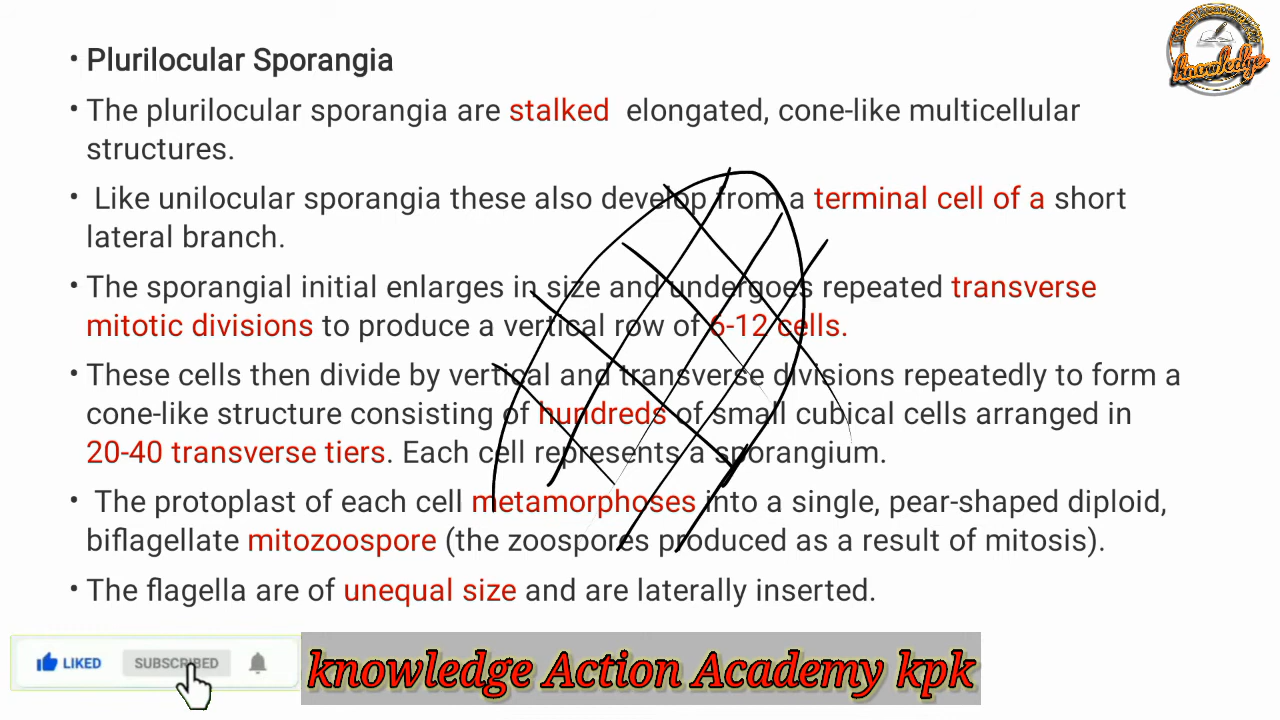 • Plurilocular Sporangia
• The plurilocular sporangia are stalked elongated, cone-like multicellular
structures.
• Like unilocular sporangia these also develop from a terminal cell of a short
lateral branch.
• The sporangial initial enlarges in size and undergoes repeated transverse
mitotic divisions to produce a vertical row of 6-12 cells.
• These cells then divide by vertical and transverse divisions repeatedly to form a
cone-like structure consisting of hundreds of small cubical cells arranged in
20-40 transverse tiers. Each cell represents a sporangium.
• The protoplast of each cell metamorphoses into a single, pear-shaped diploid,
biflagellate mitozoospore (the zoospores produced as a result of mitosis).
• The flagella are of unequal size and are laterally inserted.
LIKED SUBSCRIBED
knowledge Action Academy kpk
knowledge